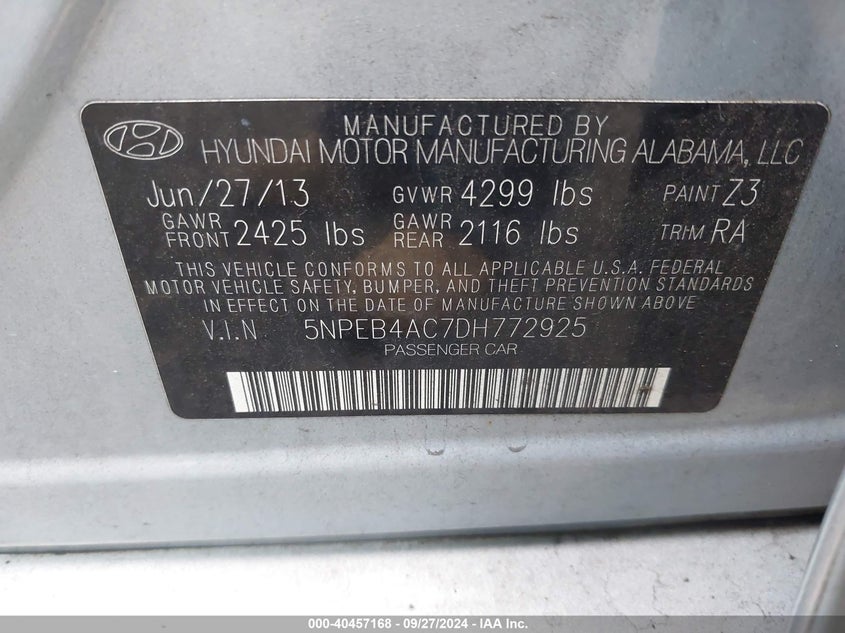 MANUFACTURED BY
HYUNDAI MOTOR MANUFACTURING ALABAMA, LLC
Jun/27/13 GVWR 4299 lbs PAINT Z3
GAWR FRONT 2425 lbs GAWR REAR 2116 lbs TRIM RA
THIS VEHICLE CONFORMS TO ALL APPLICABLE U.S.A. FEDERAL
MOTOR VEHICLE SAFETY, BUMPER, AND THEFT PREVENTION STANDARDS
IN EFFECT ON THE DATE OF MANUFACTURE SHOWN ABOVE
V.I.N 5NPEB4AC7DH772925
PASSENGER CAR
000-40457168 - 09/27/2024 - IAA Inc.